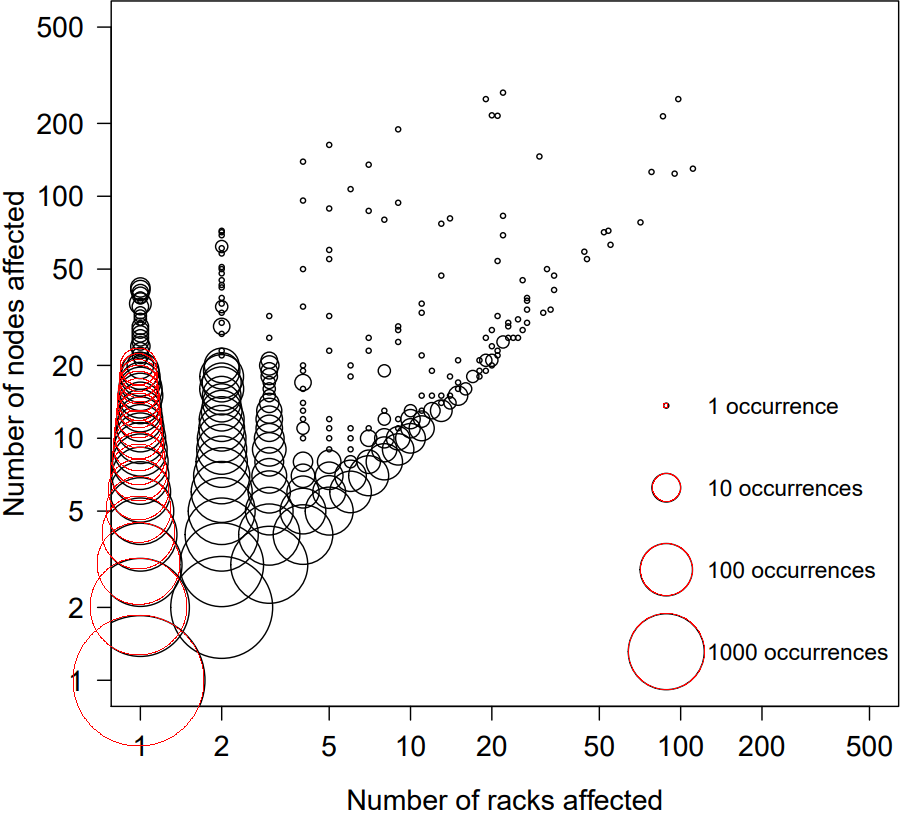 500
200
100
50
20
10
5
2
1
Number of nodes affected
1 occurrence
10 occurrences
100 occurrences
1000 occurrences
1 2 5 10 20 50 100 200 500
Number of racks affected